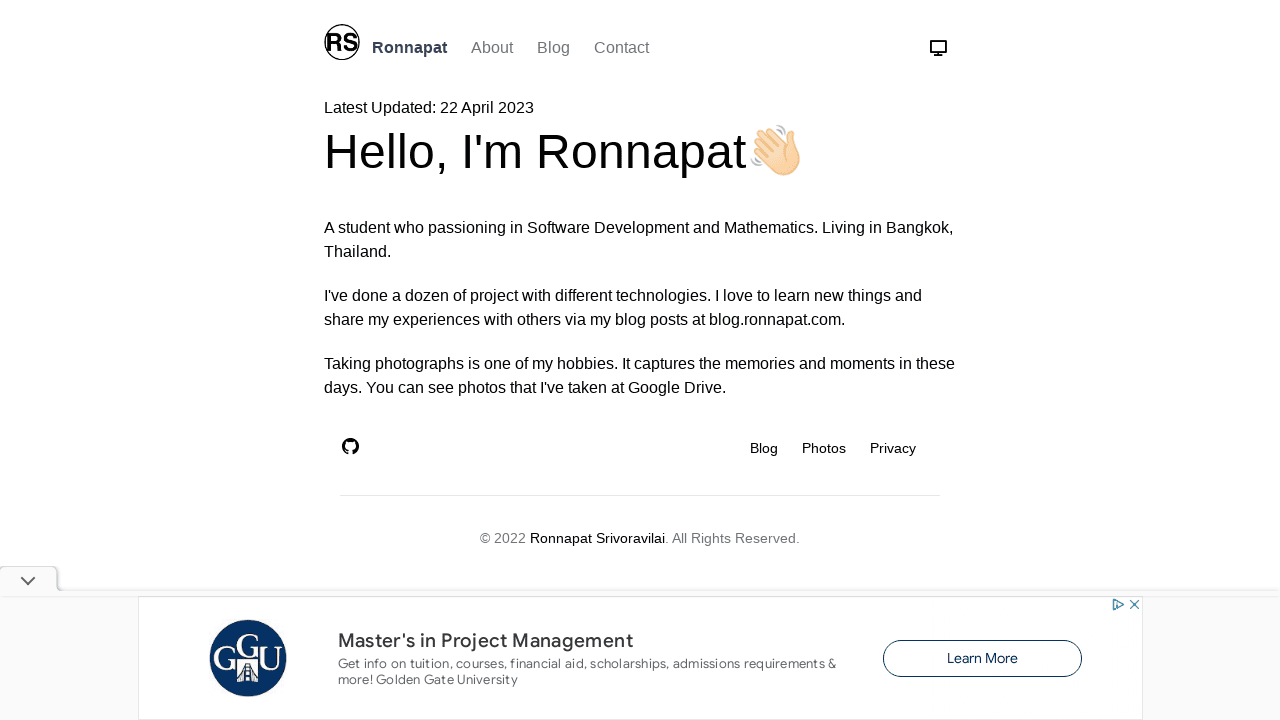 RS Ronnapat About Blog Contact
Latest Updated: 22 April 2023
Hello, I'm Ronnapat👋🏻
A student who passioning in Software Development and Mathematics. Living in Bangkok,
Thailand.
I've done a dozen of project with different technologies. I love to learn new things and
share my experiences with others via my blog posts at blog.ronnapat.com.
Taking photographs is one of my hobbies. It captures the memories and moments in these
days. You can see photos that I've taken at Google Drive.
Blog Photos Privacy
© 2022 Ronnapat Srivoravilai. All Rights Reserved.
GGU
Master's in Project Management
Get info on tuition, courses, financial aid, scholarships, admissions requirements &
more! Golden Gate University
Learn More